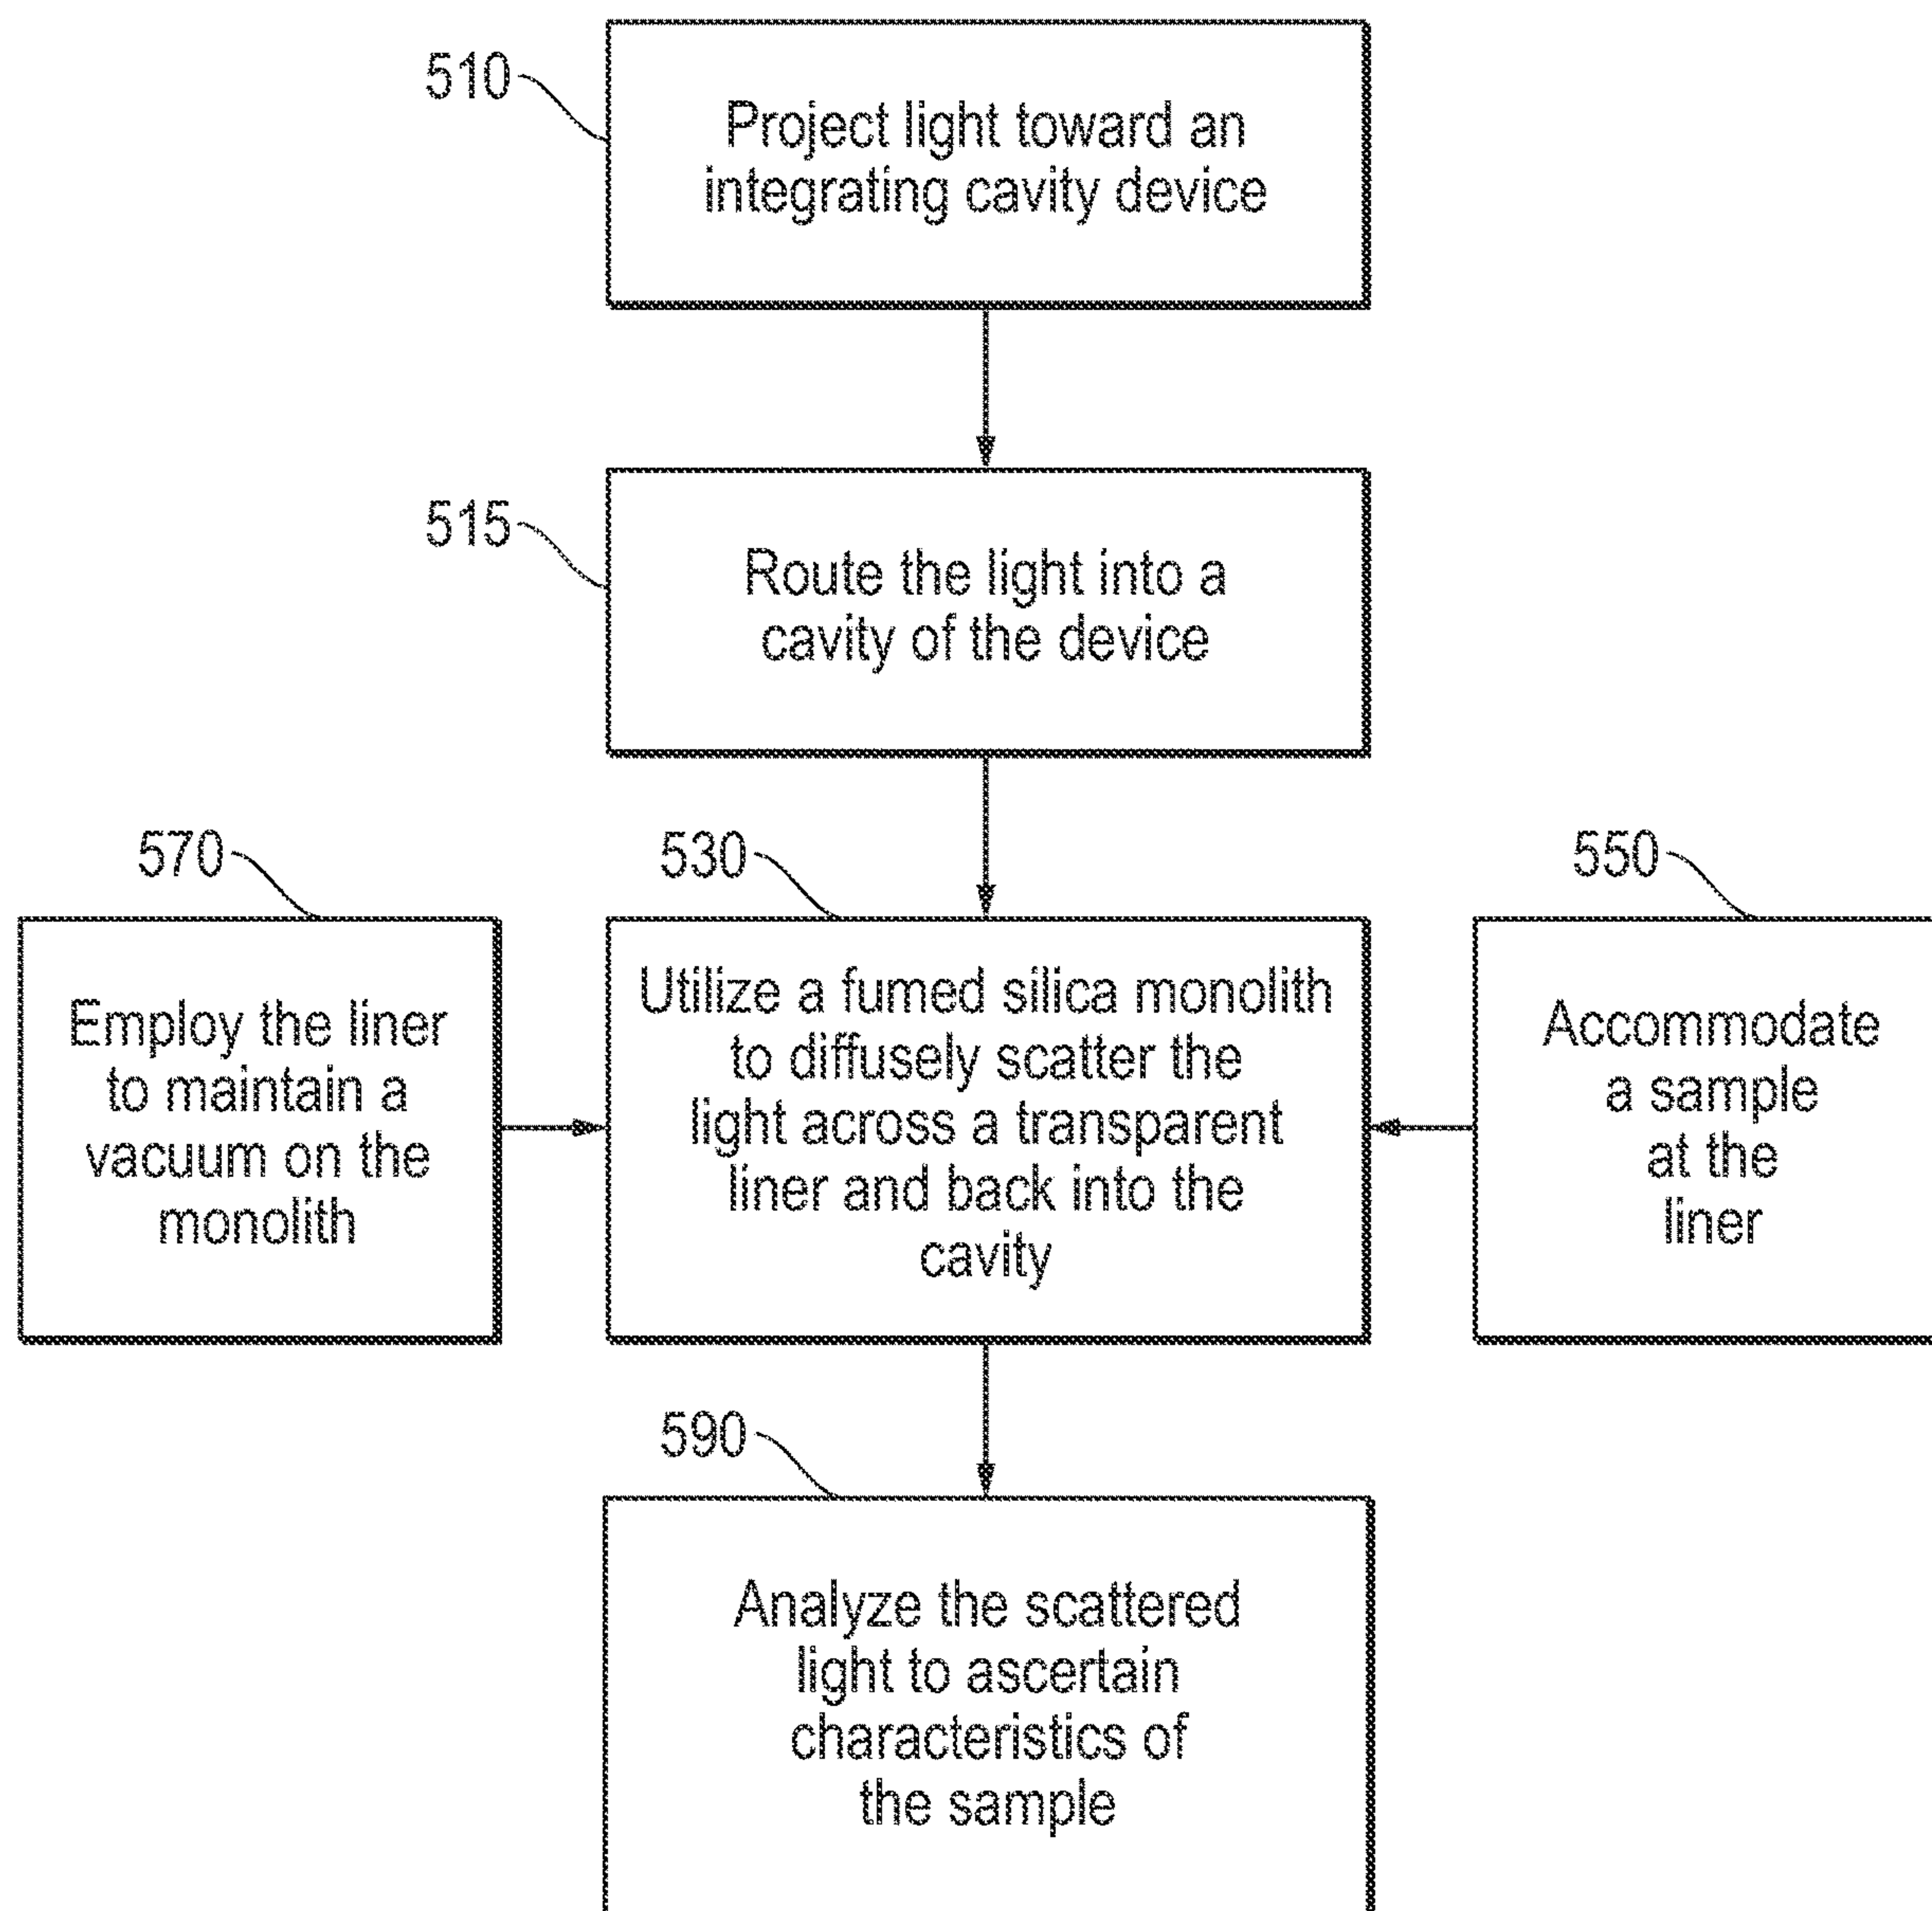 510
Project light toward an
integrating cavity device
515
Route the light into a
cavity of the device
570
Employ the liner
to maintain a
vacuum on the
monolith
530
Utilize a fumed silica monolith
to diffusely scatter the
light across a transparent
liner and back into the
cavity
550
Accommodate
a sample
at the
liner
590
Analyze the scattered
light to ascertain
characteristics of
the sample